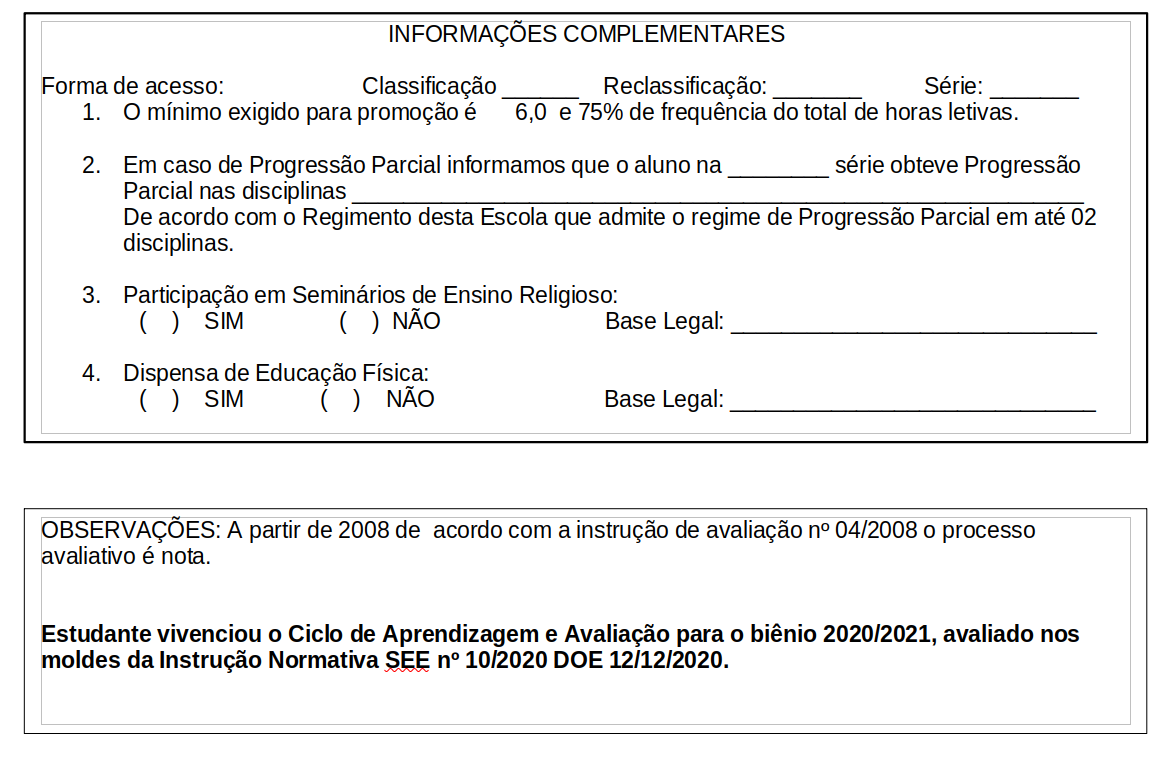 INFORMAÇÕES COMPLEMENTARES
Forma de acesso: Classificação ______ Reclassificação: _______ Série: _______
1. O mínimo exigido para promoção é 6,0 e 75% de frequência do total de horas letivas.
2. Em caso de Progressão Parcial informamos que o aluno na ________ série obteve Progressão
Parcial nas disciplinas __________________________________________________________
De acordo com o Regimento desta Escola que admite o regime de Progressão Parcial em até 02
disciplinas.
3. Participação em Seminários de Ensino Religioso:
( ) SIM ( ) NÃO Base Legal: _____________________________
4. Dispensa de Educação Física:
( ) SIM ( ) NÃO Base Legal: _____________________________
OBSERVAÇÕES: A partir de 2008 de acordo com a instrução de avaliação nº 04/2008 o processo
avaliativo é nota.
Estudante vivenciou o Ciclo de Aprendizagem e Avaliação para o biênio 2020/2021, avaliado nos
moldes da Instrução Normativa SEE nº 10/2020 DOE 12/12/2020.